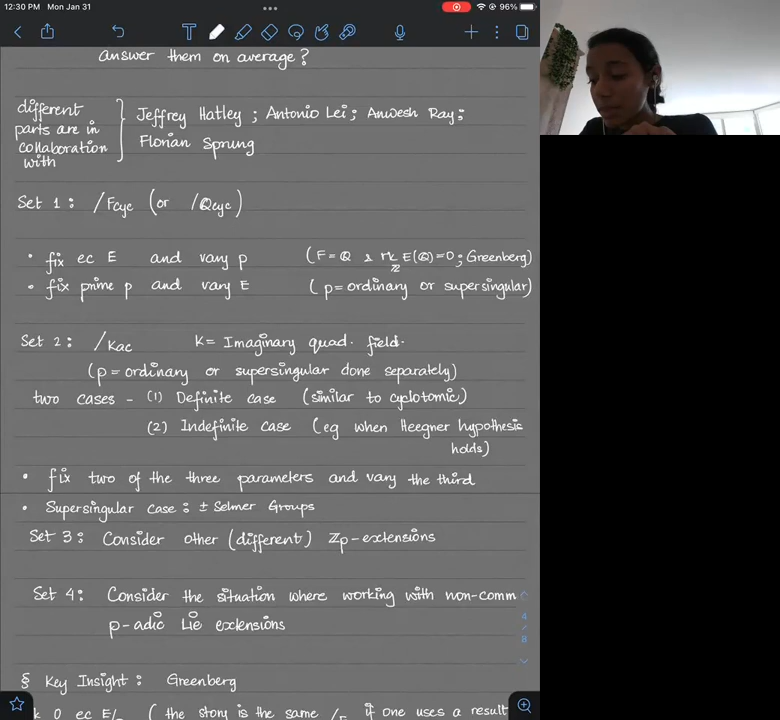 12:30 PM Mon Jan 31
96%
answer them on average?
different parts are in collaboration with } Jeffrey Hatley ; Antonio Lei ; Anwesh Ray ;
Florian Sprung
Set 1 : /Fcyc (or /Qcyc)
• fix ec E and vary p (F = Q & rk_Z E(Q)=0 ; Greenberg)
• fix prime p and vary E (p = ordinary or supersingular)
Set 2 : /Kac K = Imaginary quad. field.
(p = ordinary or supersingular done separately)
two cases - (1) Definite case (similar to cyclotomic)
(2) Indefinite case (eg when Heegner hypothesis
holds)
• fix two of the three parameters and vary the third
• Supersingular case : ± Selmer Groups
Set 3 : Consider other (different) Zp-extensions
Set 4 : Consider the situation where working with non-comm
p-adic Lie extensions
4
/
8
§ Key Insight : Greenberg
k 0 ec E/ ( the story is the same / if one uses a result